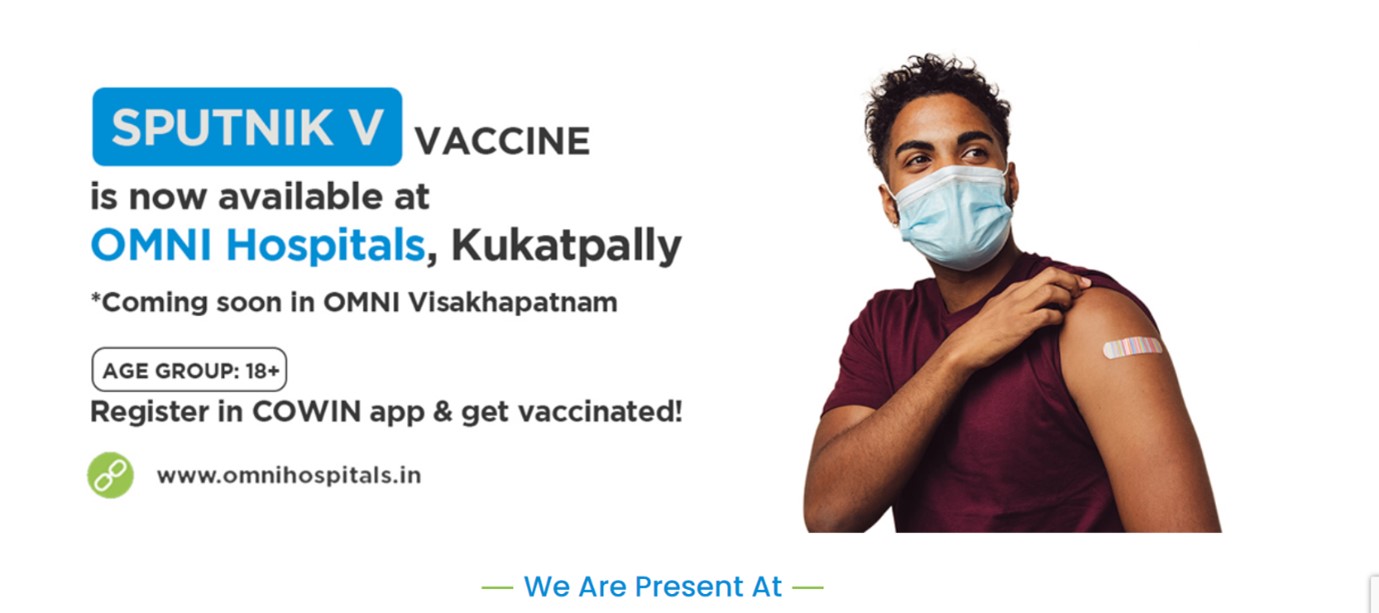 SPUTNIK V VACCINE
is now available at
OMNI Hospitals, Kukatpally
*Coming soon in OMNI Visakhapatnam
AGE GROUP: 18+
Register in COWIN app & get vaccinated!
www.omnihospitals.in
We Are Present At